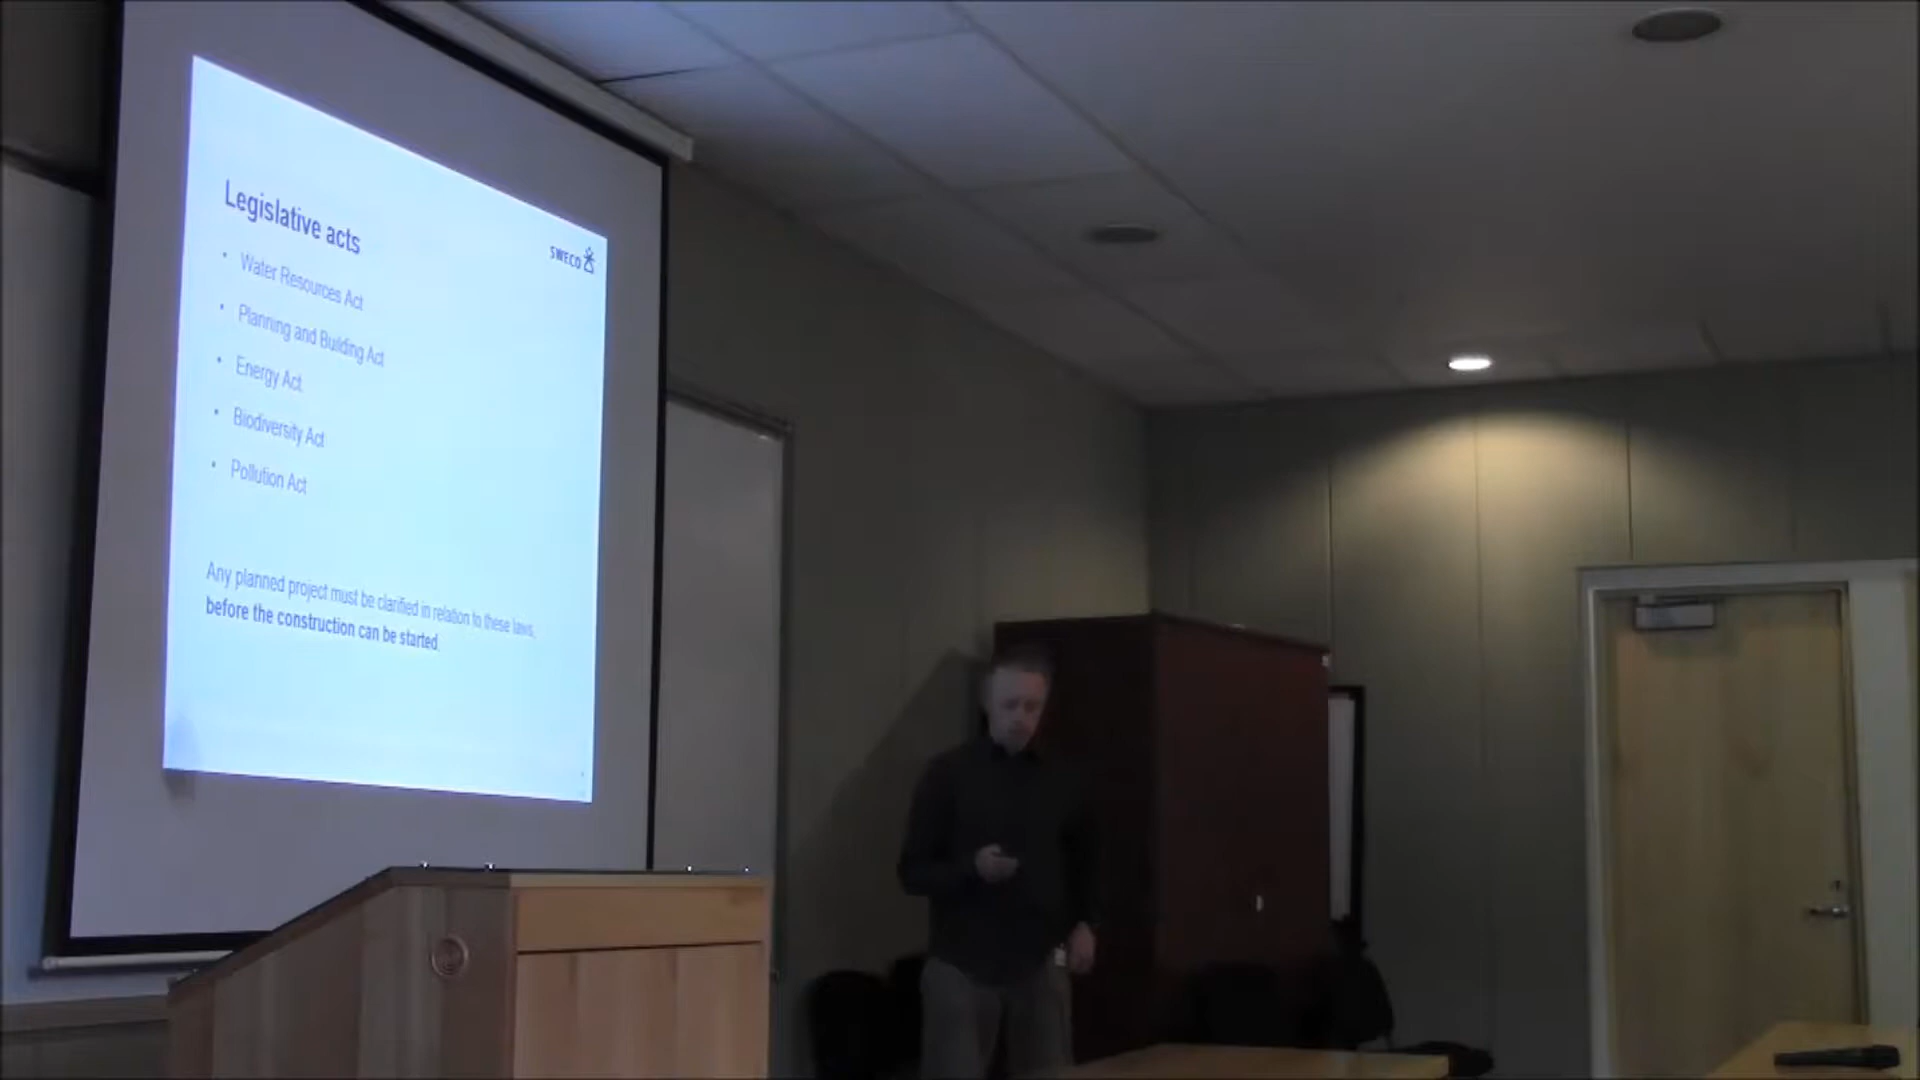 Legislative acts
SWECO
• Water Resources Act
• Planning and Building Act
• Energy Act
• Biodiversity Act
• Pollution Act
Any planned project must be clarified in relation to these laws,
before the construction can be started.